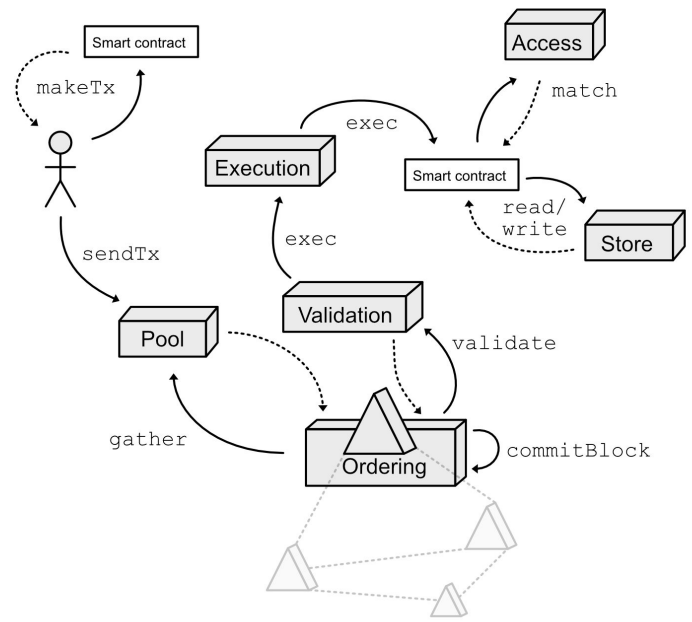 Smart contract
makeTx
Access
match
exec
Execution
Smart contract
read/
write
Store
sendTx
exec
Validation
Pool
validate
gather
Ordering
commitBlock